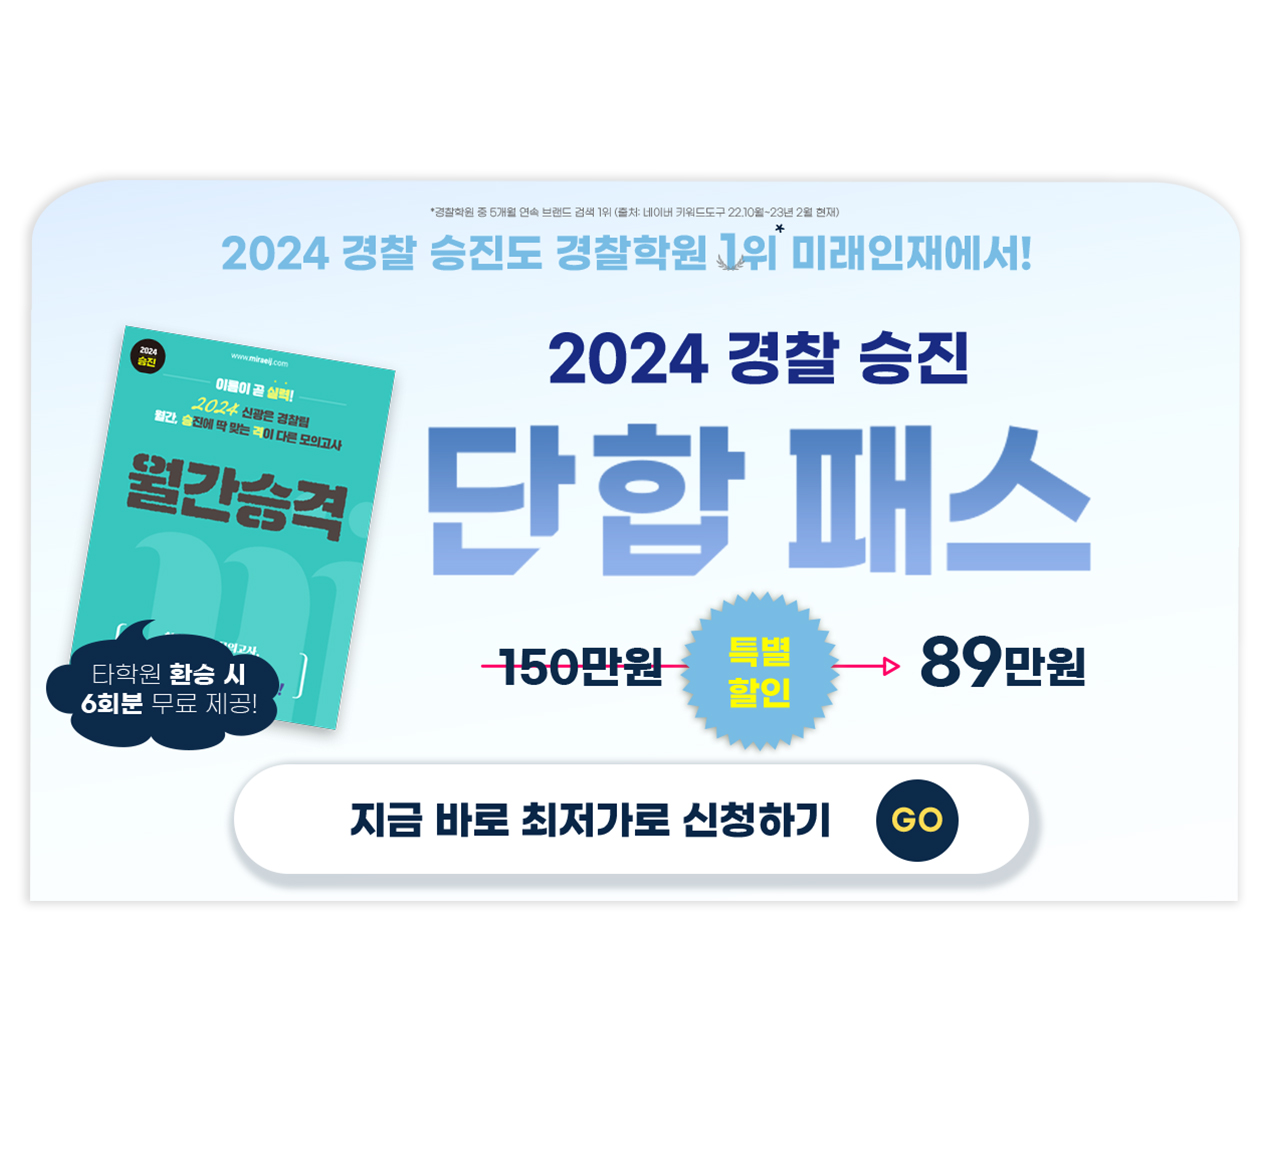 *경찰학원 중 5개월 연속 브랜드 검색 1위 (출처: 네이버 키워드도구 22.10월~23년 2월 현재)
2024 경찰 승진도 경찰학원 1위* 미래인재에서!
2024 경찰 승진
단합 패스
2024
승진
www.miraeij.com
이름이 곧 실력!
2024 신광은 경찰팀
월간, 승진에 딱 맞는 격이 다른 모의고사
월간승격
모의고사,
타학원 환승 시
6회분 무료 제공!
150만원
특별
할인
89만원
지금 바로 최저가로 신청하기
GO